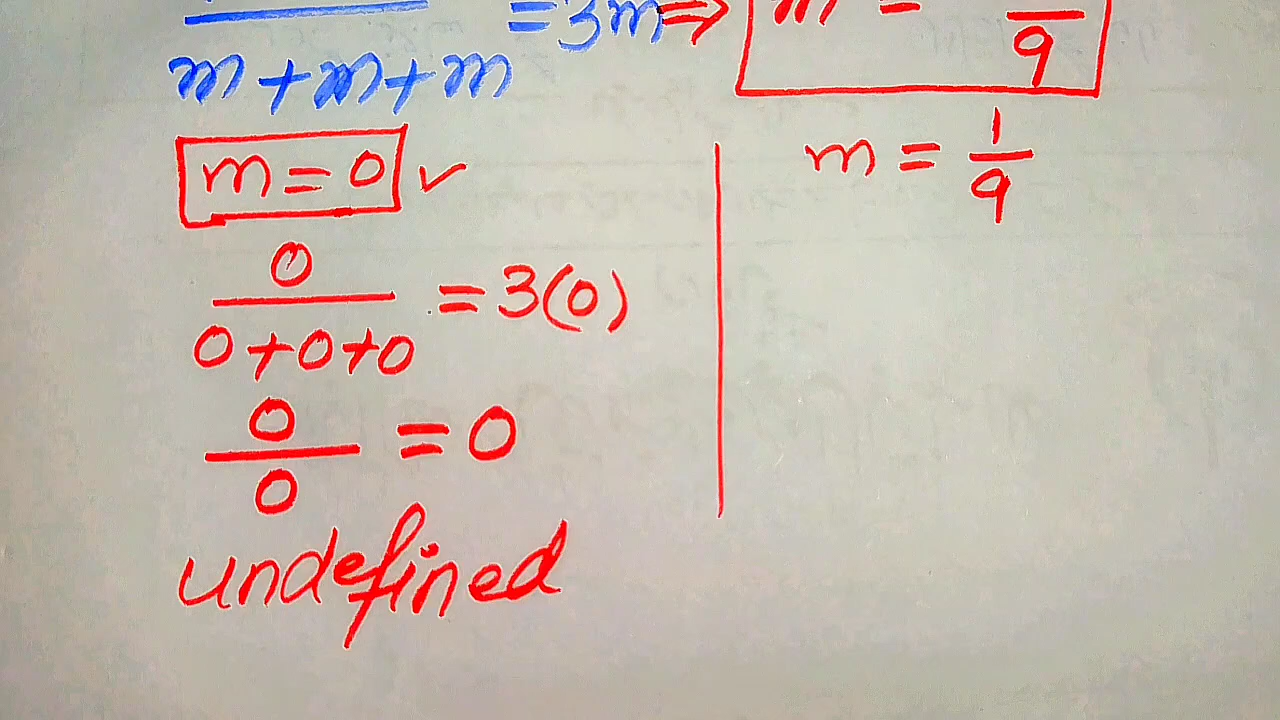 m + m + m = 3m ⇒ m = /9
m = 0 ✓
0/(0+0+0) = 3(0)
0/0 = 0
undefined
m = 1/9